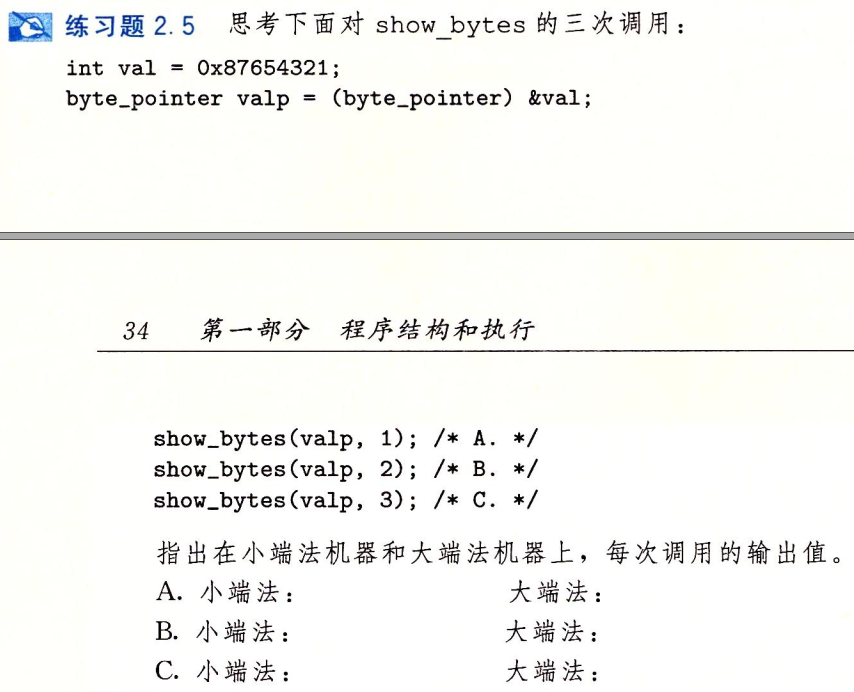 练习题 2.5 思考下面对 show_bytes 的三次调用：
int val = 0x87654321;
byte_pointer valp = (byte_pointer) &val;
34 第一部分 程序结构和执行
show_bytes(valp, 1); /* A. */
show_bytes(valp, 2); /* B. */
show_bytes(valp, 3); /* C. */
指出在小端法机器和大端法机器上，每次调用的输出值。
A. 小端法： 大端法：
B. 小端法： 大端法：
C. 小端法： 大端法：